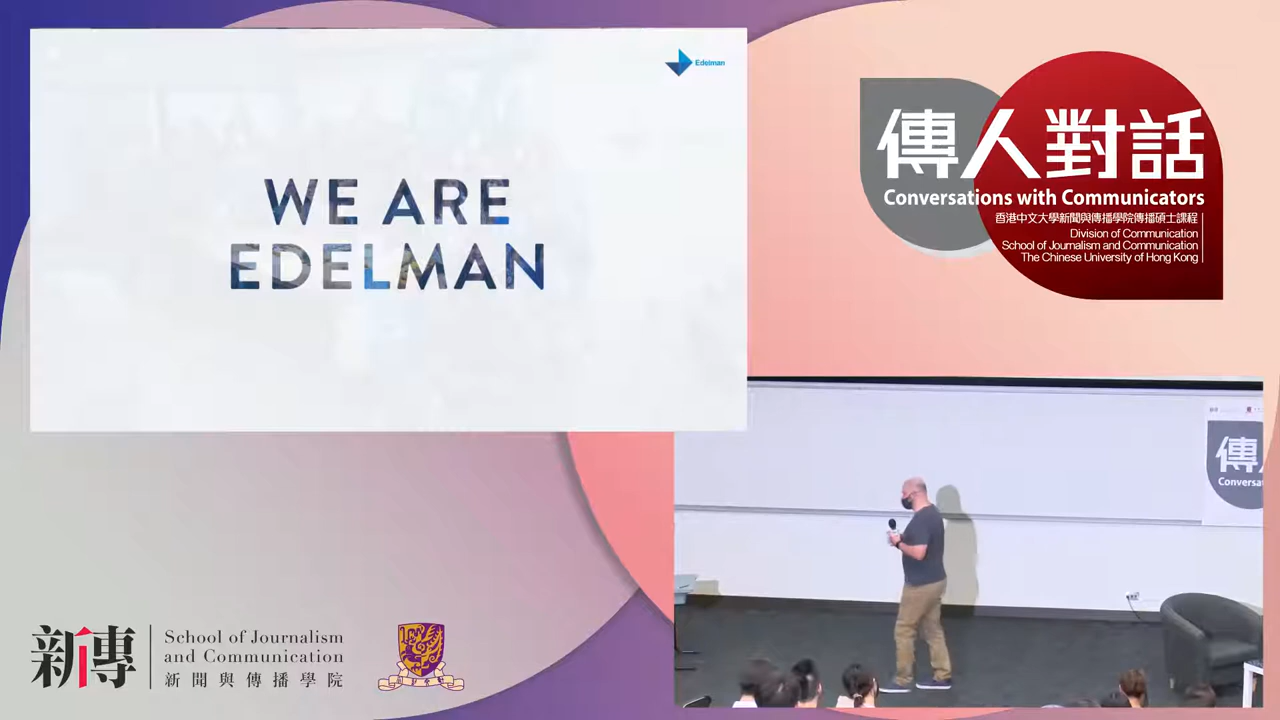 Edelman
WE ARE
EDELMAN
傳人對話
Conversations with Communicators
香港中文大學新聞與傳播學院傳播碩士課程
Division of Communication
School of Journalism and Communication
The Chinese University of Hong Kong
傳
Conversa
新傳
School of Journalism
and Communication
新聞與傳播學院